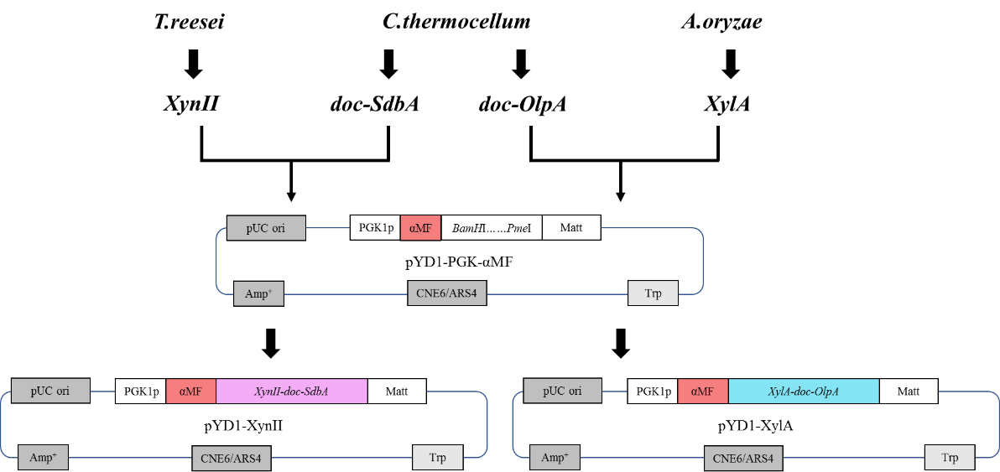 T.reesei
C.thermocellum
A.oryzae
XynII
doc-SdbA
doc-OlpA
XylA
pUC ori
PGK1p
αMF
BamHI……PmeI
Matt
pYD1-PGK-αMF
Amp⁺
CNE6/ARS4
Trp
pUC ori
PGK1p
αMF
XynII-doc-SdbA
Matt
pYD1-XynII
Amp⁺
CNE6/ARS4
Trp
pUC ori
PGK1p
αMF
XylA-doc-OlpA
Matt
pYD1-XylA
Amp⁺
CNE6/ARS4
Trp